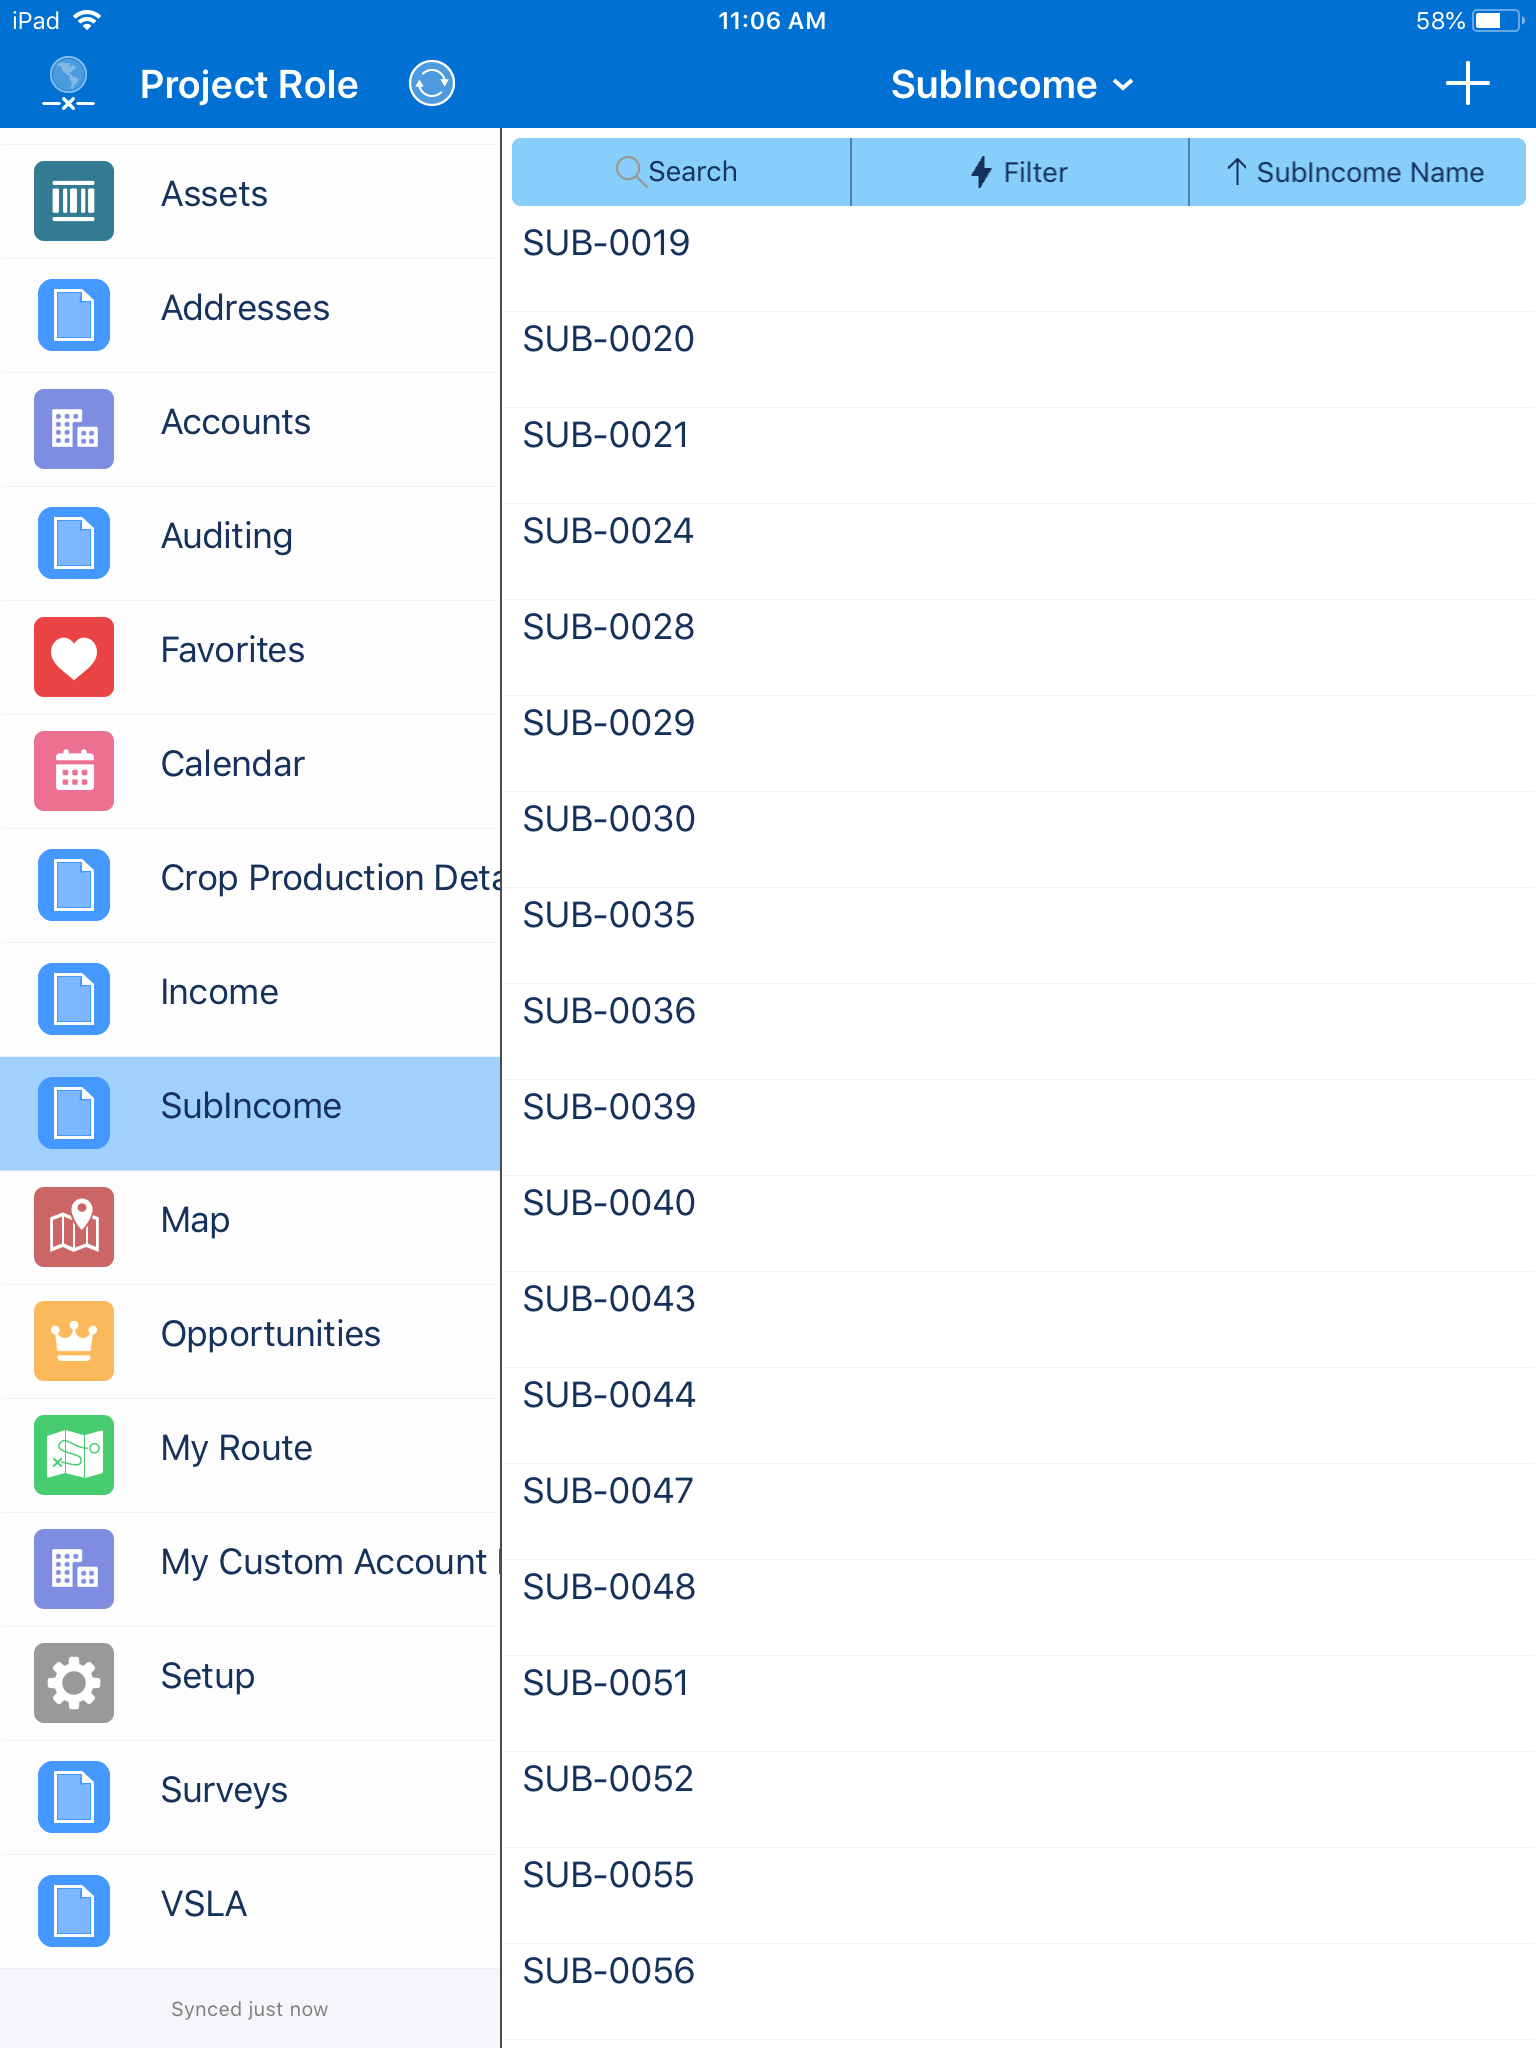 iPad
11:06 AM
58%
Project Role
SubIncome
Assets
Addresses
Accounts
Auditing
Favorites
Calendar
Crop Production Deta
Income
SubIncome
Map
Opportunities
My Route
My Custom Account
Setup
Surveys
VSLA
Synced just now
Search
Filter
SubIncome Name
SUB-0019
SUB-0020
SUB-0021
SUB-0024
SUB-0028
SUB-0029
SUB-0030
SUB-0035
SUB-0036
SUB-0039
SUB-0040
SUB-0043
SUB-0044
SUB-0047
SUB-0048
SUB-0051
SUB-0052
SUB-0055
SUB-0056